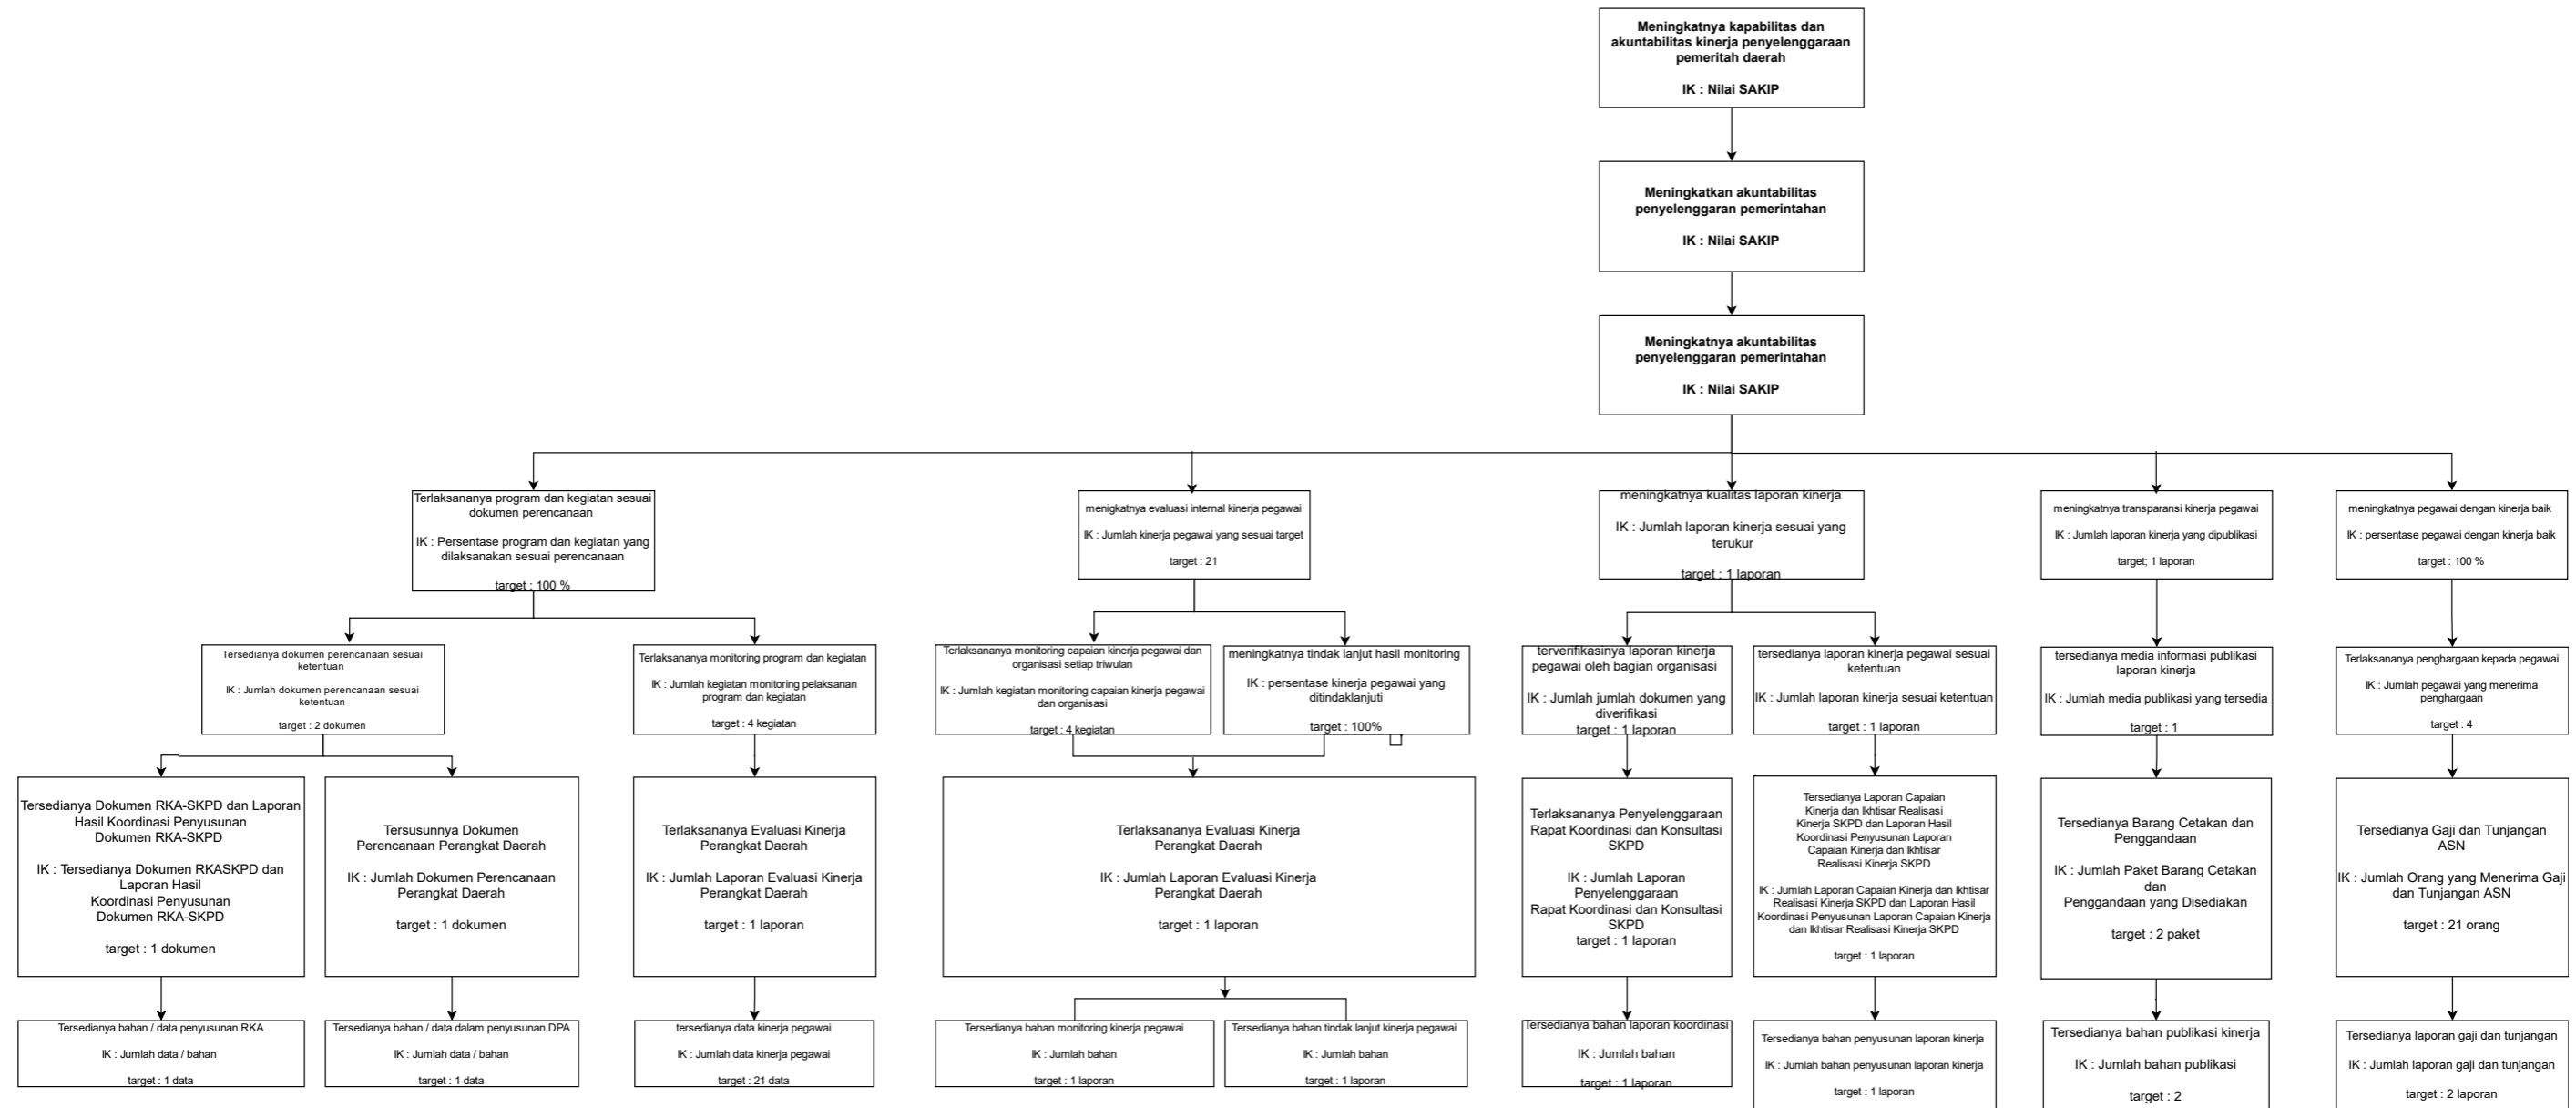 Meningkatnya kapabilitas dan
akuntabilitas kinerja penyelenggaraan
pemeritah daerah
IK : Nilai SAKIP
Meningkatkan akuntabilitas
penyelenggaran pemerintahan
IK : Nilai SAKIP
Meningkatnya akuntabilitas
penyelenggaran pemerintahan
IK : Nilai SAKIP
Terlaksananya program dan kegiatan sesuai
dokumen perencanaan
IK : Persentase program dan kegiatan yang
dilaksanakan sesuai perencanaan
target : 100 %
menigkatnya evaluasi internal kinerja pegawai
IK : Jumlah kinerja pegawai yang sesuai target
target : 21
meningkatnya kualitas laporan kinerja
IK : Jumlah laporan kinerja sesuai yang
terukur
target : 1 laporan
meningkatnya transparansi kinerja pegawai
IK : Jumlah laporan kinerja yang dipublikasi
target; 1 laporan
meningkatnya pegawai dengan kinerja baik
IK : persentase pegawai dengan kinerja baik
target : 100 %
Tersedianya dokumen perencanaan sesuai
ketentuan
IK : Jumlah dokumen perencanaan sesuai
ketentuan
target : 2 dokumen
Terlaksananya monitoring program dan kegiatan
IK : Jumlah kegiatan monitoring pelaksanan
program dan kegiatan
target : 4 kegiatan
Terlaksananya monitoring capaian kinerja pegawai dan
organisasi setiap triwulan
IK : Jumlah kegiatan monitoring capaian kinerja pegawai
dan organisasi
target : 4 kegiatan
meningkatnya tindak lanjut hasil monitoring
IK : persentase kinerja pegawai yang
ditindaklanjuti
target : 100%
terverifikasinya laporan kinerja
pegawai oleh bagian organisasi
IK : Jumlah jumlah dokumen yang
diverifikasi
target : 1 laporan
tersedianya laporan kinerja pegawai sesuai
ketentuan
IK : Jumlah laporan kinerja sesuai ketentuan
target : 1 laporan
tersedianya media informasi publikasi
laporan kinerja
IK : Jumlah media publikasi yang tersedia
target : 1
Terlaksananya penghargaan kepada pegawai
IK : Jumlah pegawai yang menerima
penghargaan
target : 4
Tersedianya Dokumen RKA-SKPD dan Laporan
Hasil Koordinasi Penyusunan
Dokumen RKA-SKPD
IK : Tersedianya Dokumen RKASKPD dan
Laporan Hasil
Koordinasi Penyusunan
Dokumen RKA-SKPD
target : 1 dokumen
Tersusunnya Dokumen
Perencanaan Perangkat Daerah
IK : Jumlah Dokumen Perencanaan
Perangkat Daerah
target : 1 dokumen
Terlaksananya Evaluasi Kinerja
Perangkat Daerah
IK : Jumlah Laporan Evaluasi Kinerja
Perangkat Daerah
target : 1 laporan
Terlaksananya Evaluasi Kinerja
Perangkat Daerah
IK : Jumlah Laporan Evaluasi Kinerja
Perangkat Daerah
target : 1 laporan
Terlaksananya Penyelenggaraan
Rapat Koordinasi dan Konsultasi
SKPD
IK : Jumlah Laporan
Penyelenggaraan
Rapat Koordinasi dan Konsultasi
SKPD
target : 1 laporan
Tersedianya Laporan Capaian
Kinerja dan Ikhtisar Realisasi
Kinerja SKPD dan Laporan Hasil
Koordinasi Penyusunan Laporan
Capaian Kinerja dan Ikhtisar
Realisasi Kinerja SKPD
IK : Jumlah Laporan Capaian Kinerja dan Ikhtisar
Realisasi Kinerja SKPD dan Laporan Hasil
Koordinasi Penyusunan Laporan Capaian Kinerja
dan Ikhtisar Realisasi Kinerja SKPD
target : 1 laporan
Tersedianya Barang Cetakan dan
Penggandaan
IK : Jumlah Paket Barang Cetakan
dan
Penggandaan yang Disediakan
target : 2 paket
Tersedianya Gaji dan Tunjangan
ASN
IK : Jumlah Orang yang Menerima Gaji
dan Tunjangan ASN
target : 21 orang
Tersedianya bahan / data penyusunan RKA
IK : Jumlah data / bahan
target : 1 data
Tersedianya bahan / data dalam penyusunan DPA
IK : Jumlah data / bahan
target : 1 data
tersedianya data kinerja pegawai
IK : Jumlah data kinerja pegawai
target : 21 data
Tersedianya bahan monitoring kinerja pegawai
IK : Jumlah bahan
target : 1 laporan
Tersedianya bahan tindak lanjut kinerja pegawai
IK : Jumlah bahan
target : 1 laporan
Tersedianya bahan laporan koordinasi
IK : Jumlah bahan
target : 1 laporan
Tersedianya bahan penyusunan laporan kinerja
IK : Jumlah bahan penyusunan laporan kinerja
target : 1 laporan
Tersedianya bahan publikasi kinerja
IK : Jumlah bahan publikasi
target : 2
Tersedianya laporan gaji dan tunjangan
IK : Jumlah laporan gaji dan tunjangan
target : 2 laporan